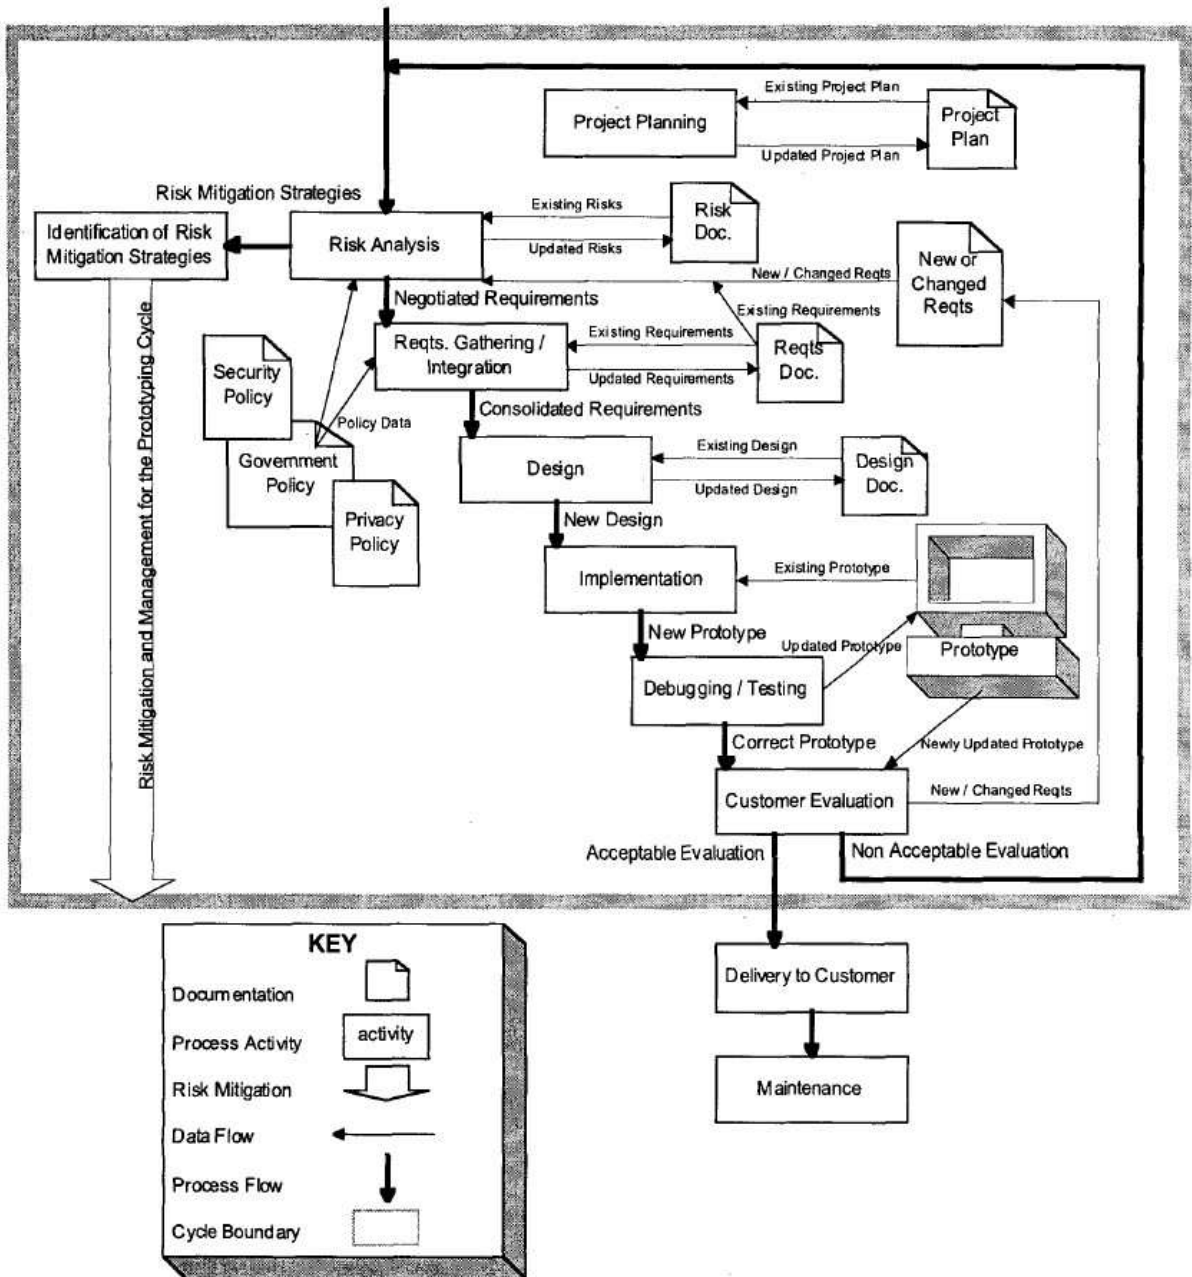 Existing Project Plan
Project Planning
Project
Plan
Updated Project Plan
Risk Mitigation Strategies
Identification of Risk
Mitigation Strategies
Risk Analysis
Existing Risks
Updated Risks
Risk
Doc.
New / Changed Reqts
New or
Changed
Reqts
Negotiated Requirements
Existing Requirements
Reqts. Gathering /
Integration
Existing Requirements
Updated Requirements
Reqts
Doc.
Security
Policy
Policy Data
Government
Policy
Privacy
Policy
Consolidated Requirements
Design
Existing Design
Updated Design
Design
Doc.
New Design
Implementation
Existing Prototype
New Prototype
Updated Prototype
Prototype
Debugging / Testing
Correct Prototype
Newly Updated Prototype
Customer Evaluation
New / Changed Reqts
Acceptable Evaluation
Non Acceptable Evaluation
Risk Mitigation and Management for the Prototyping Cycle
Delivery to Customer
Maintenance
KEY
Documentation
Process Activity
activity
Risk Mitigation
Data Flow
Process Flow
Cycle Boundary